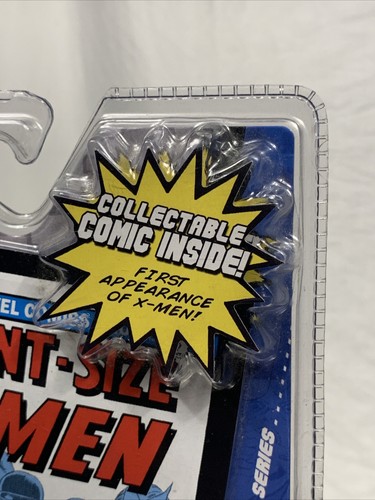 COLLECTABLE
COMIC INSIDE!
FIRST
APPEARANCE
OF X-MEN!
NT-SIZE
MEN
SERIES